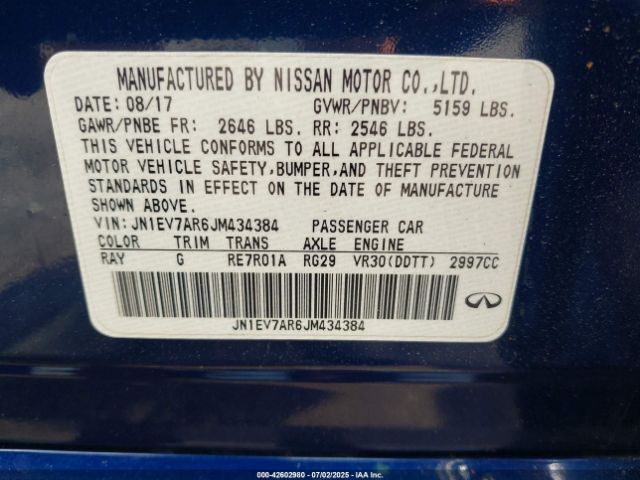 MANUFACTURED BY NISSAN MOTOR CO.,LTD.
DATE: 08/17 GVWR/PNBV: 5159 LBS.
GAWR/PNBE FR: 2646 LBS. RR: 2546 LBS.
THIS VEHICLE CONFORMS TO ALL APPLICABLE FEDERAL
MOTOR VEHICLE SAFETY,BUMPER,AND THEFT PREVENTION
STANDARDS IN EFFECT ON THE DATE OF MANUFACTURE
SHOWN ABOVE.
VIN: JN1EV7AR6JM434384 PASSENGER CAR
COLOR TRIM TRANS AXLE ENGINE
RAY G RE7R01A RG29 VR30(DDTT) 2997CC
JN1EV7AR6JM434384
000-42602980 - 07/02/2025 - IAAI.COM